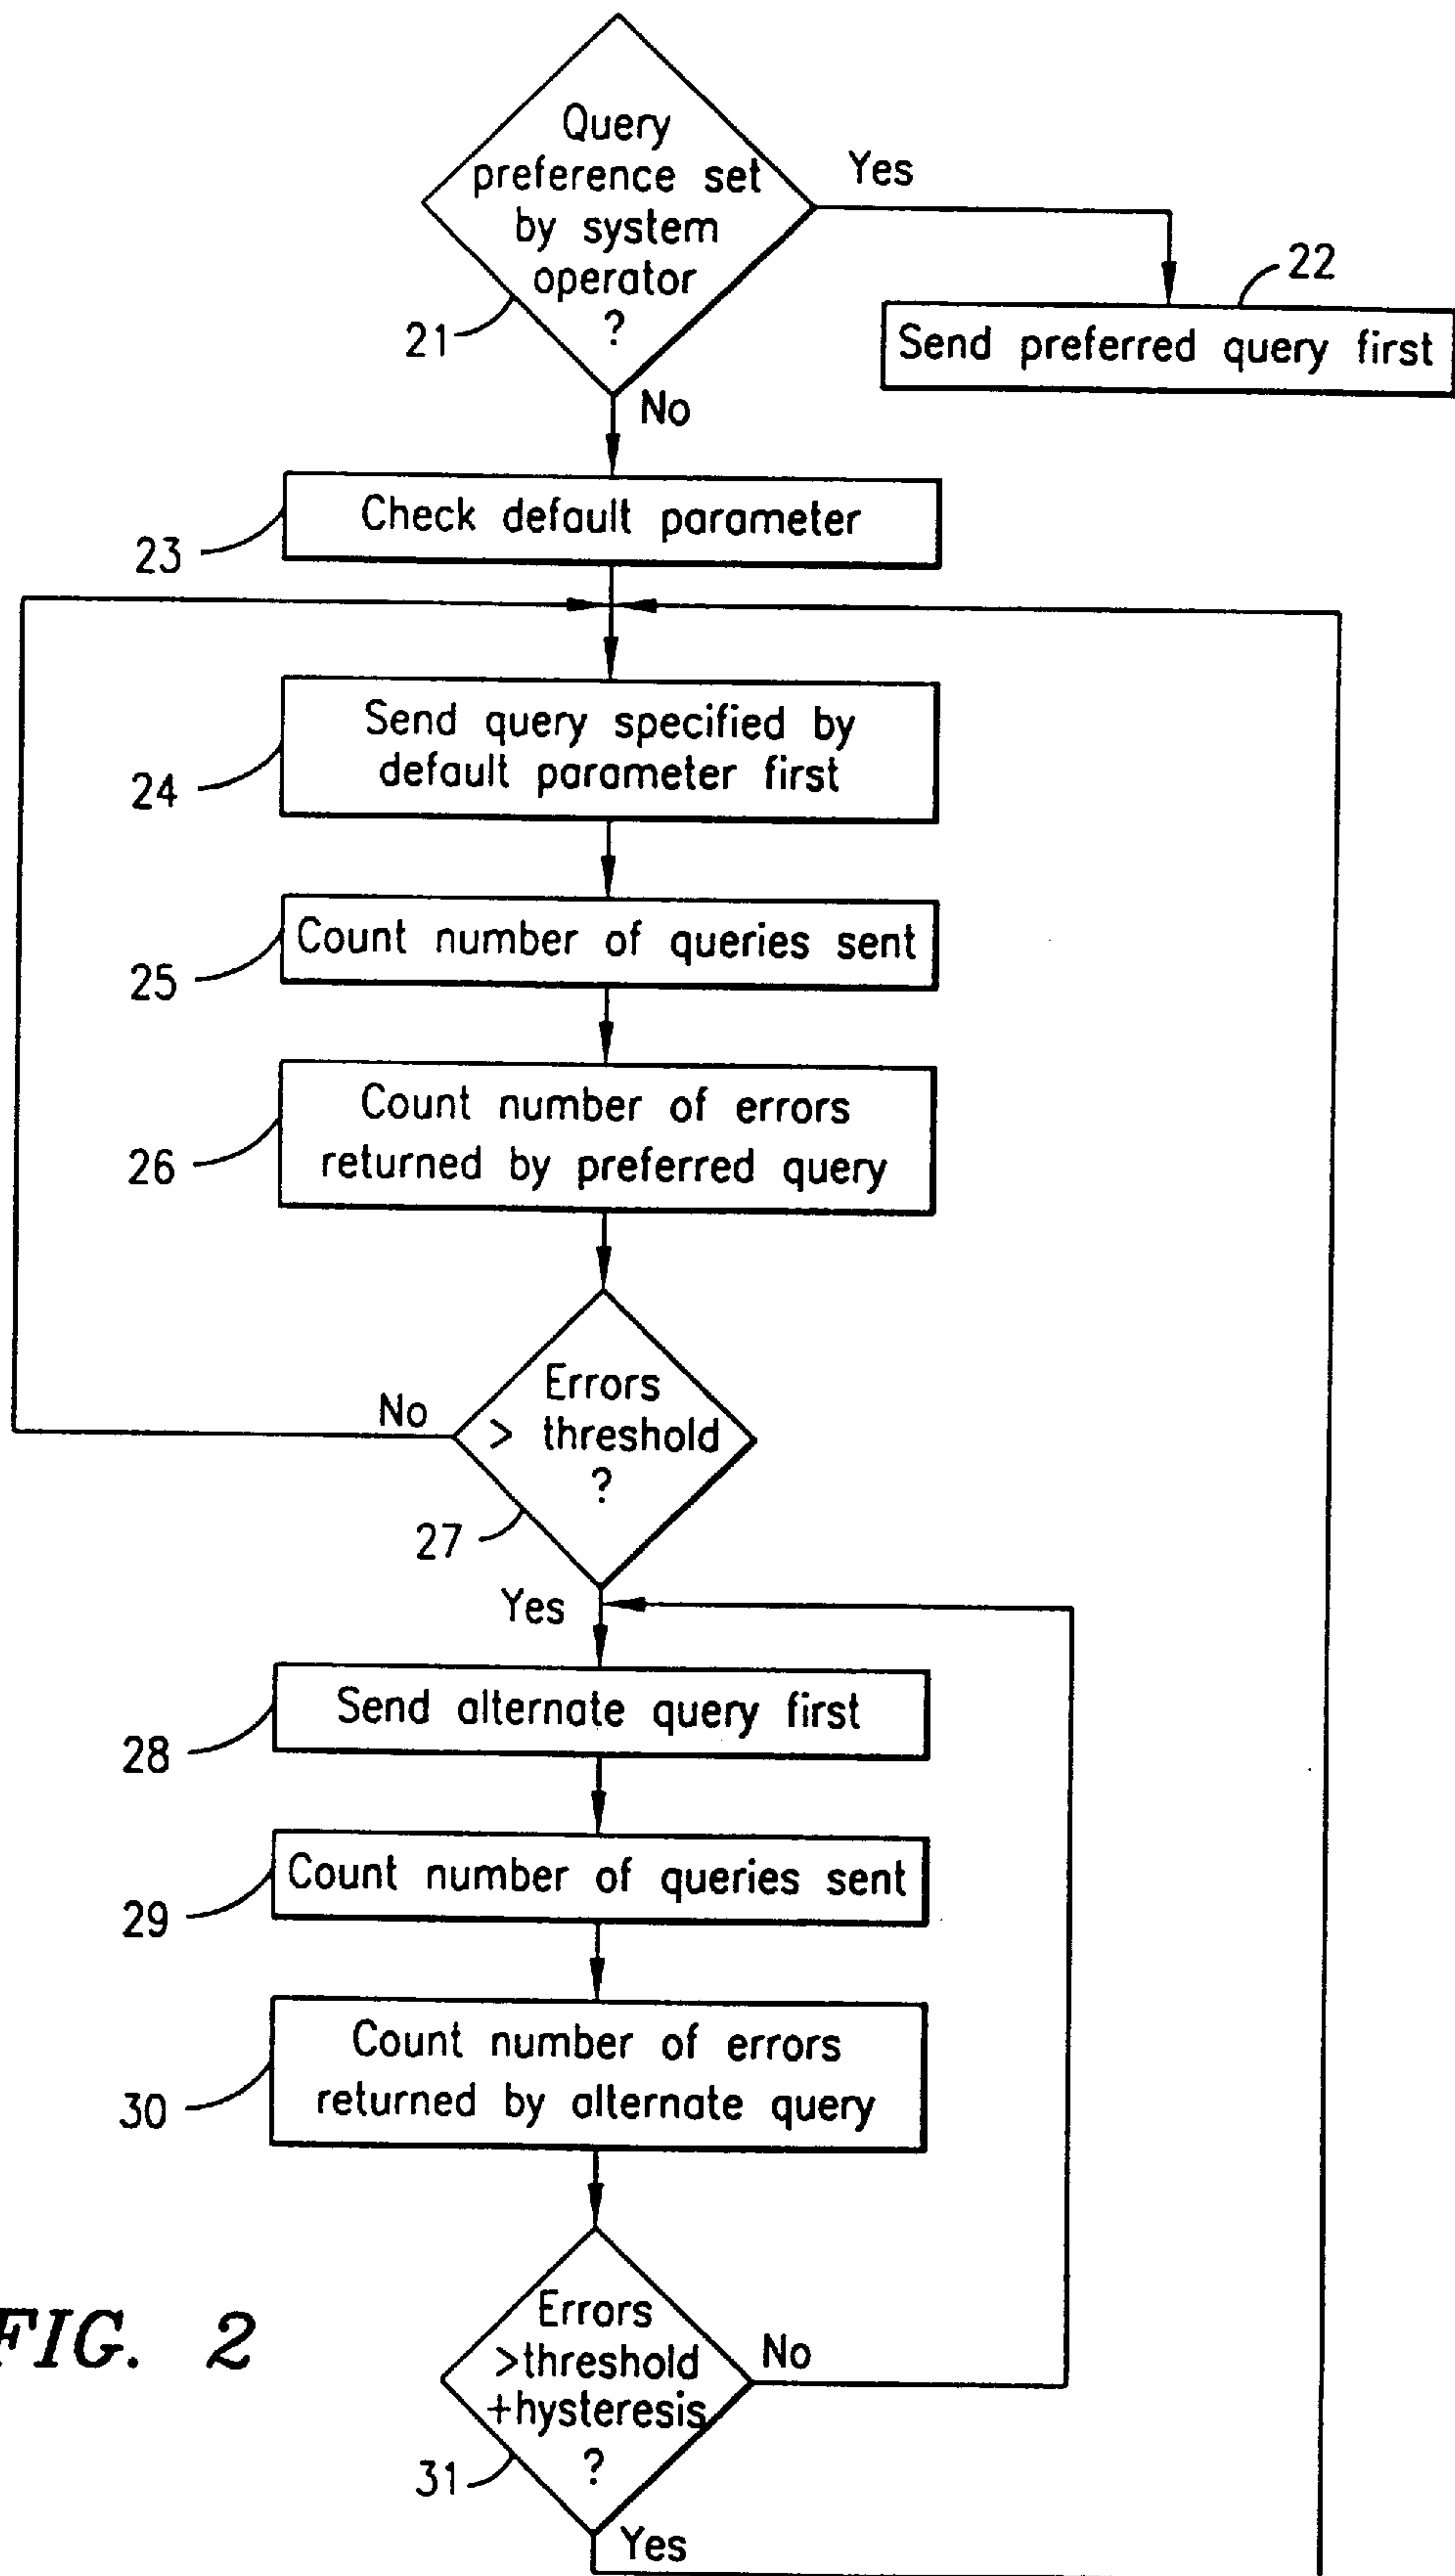 Query
preference set
by system
operator
?
Yes
21
22
Send preferred query first
No
Check default parameter
23
Send query specified by
default parameter first
24
Count number of queries sent
25
Count number of errors
returned by preferred query
26
Errors
> threshold
?
No
27
Yes
Send alternate query first
28
Count number of queries sent
29
Count number of errors
returned by alternate query
30
Errors
>threshold
+hysteresis
?
No
31
Yes
FIG. 2